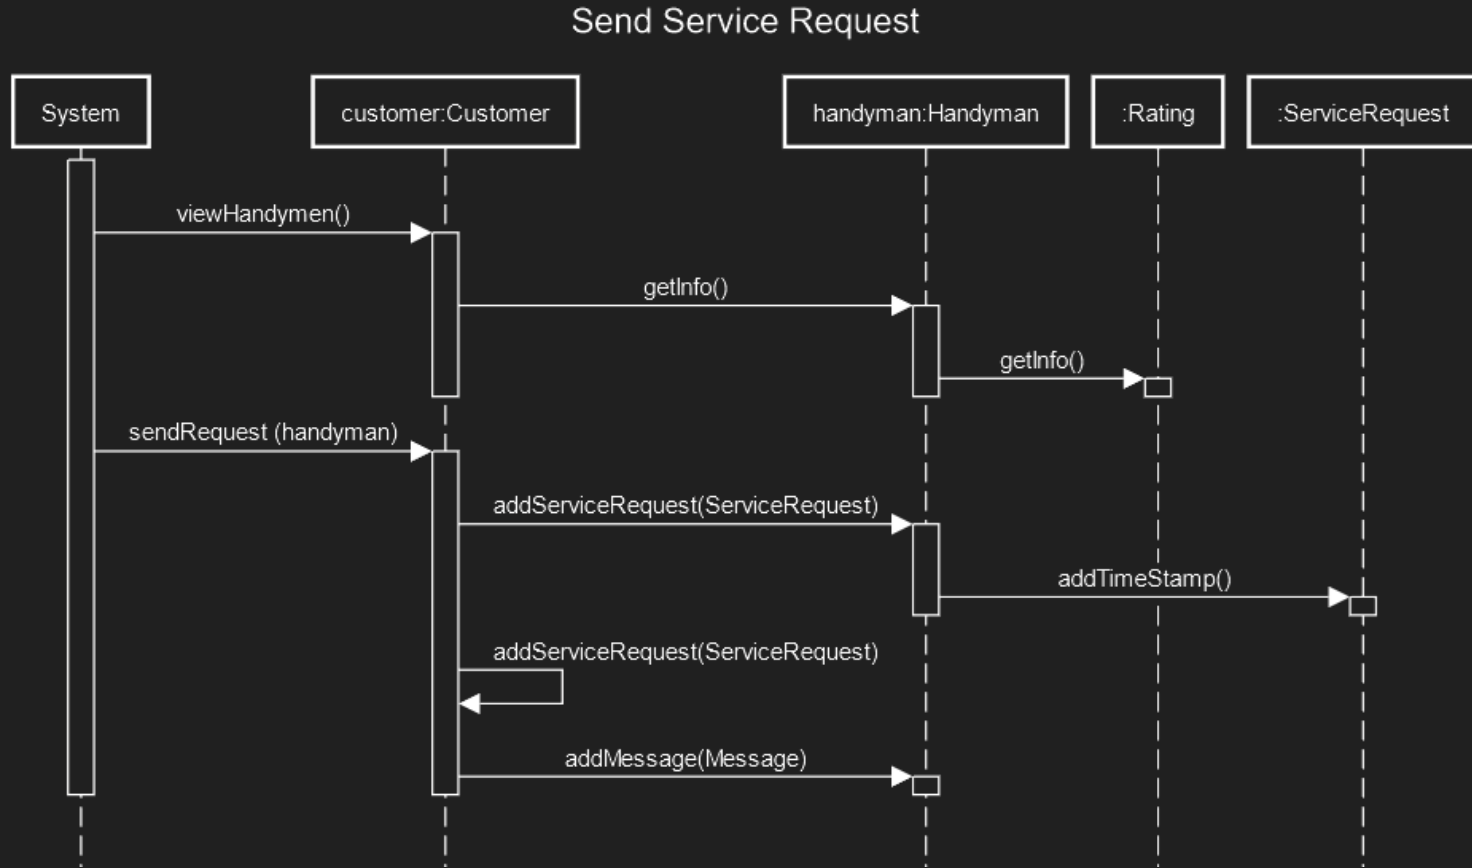 Send Service Request
System
customer:Customer
handyman:Handyman
:Rating
:ServiceRequest
viewHandymen()
getInfo()
getInfo()
sendRequest (handyman)
addServiceRequest(ServiceRequest)
addTimeStamp()
addServiceRequest(ServiceRequest)
addMessage(Message)